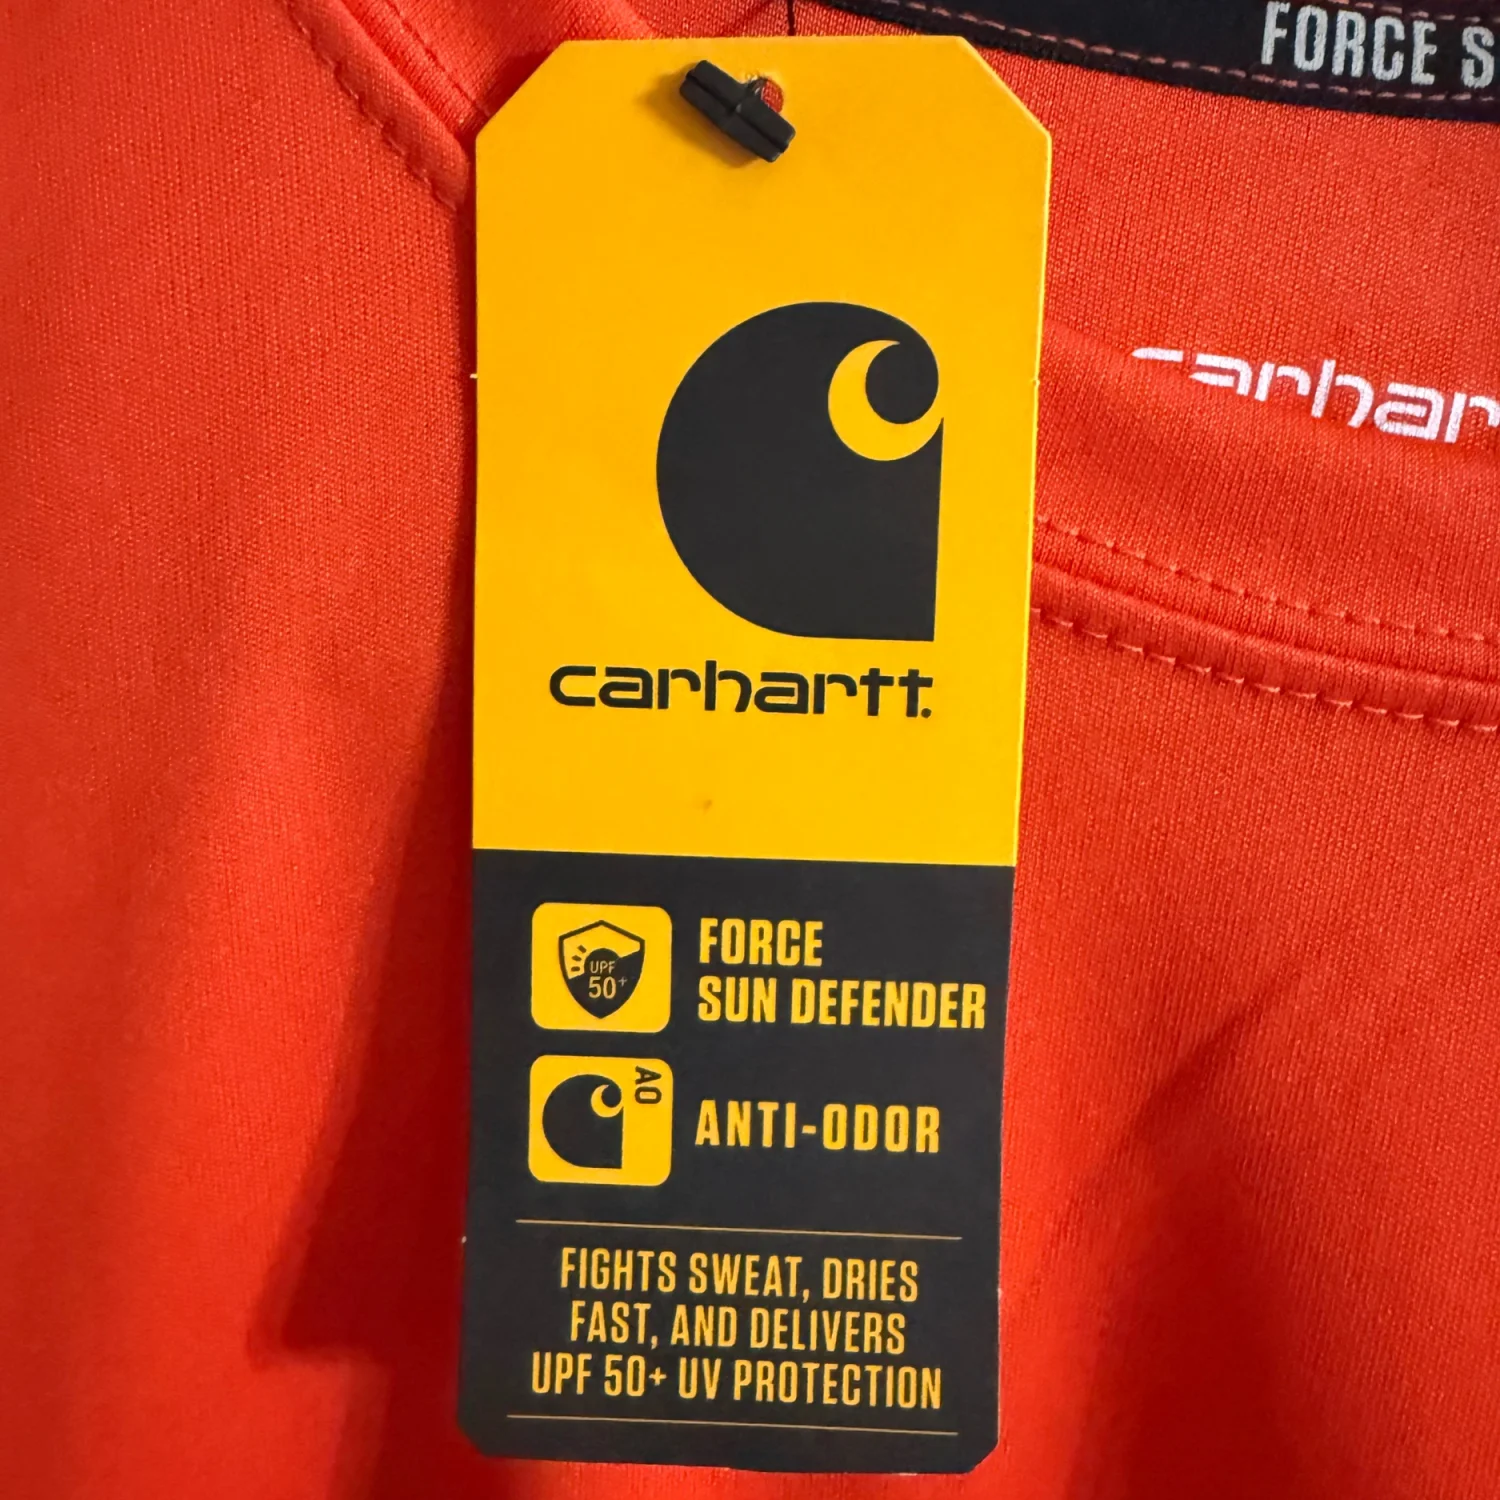 FORCE S
carhar
carhartt.
UPF
50+
FORCE
SUN DEFENDER
AO
ANTI-ODOR
FIGHTS SWEAT, DRIES
FAST, AND DELIVERS
UPF 50+ UV PROTECTION